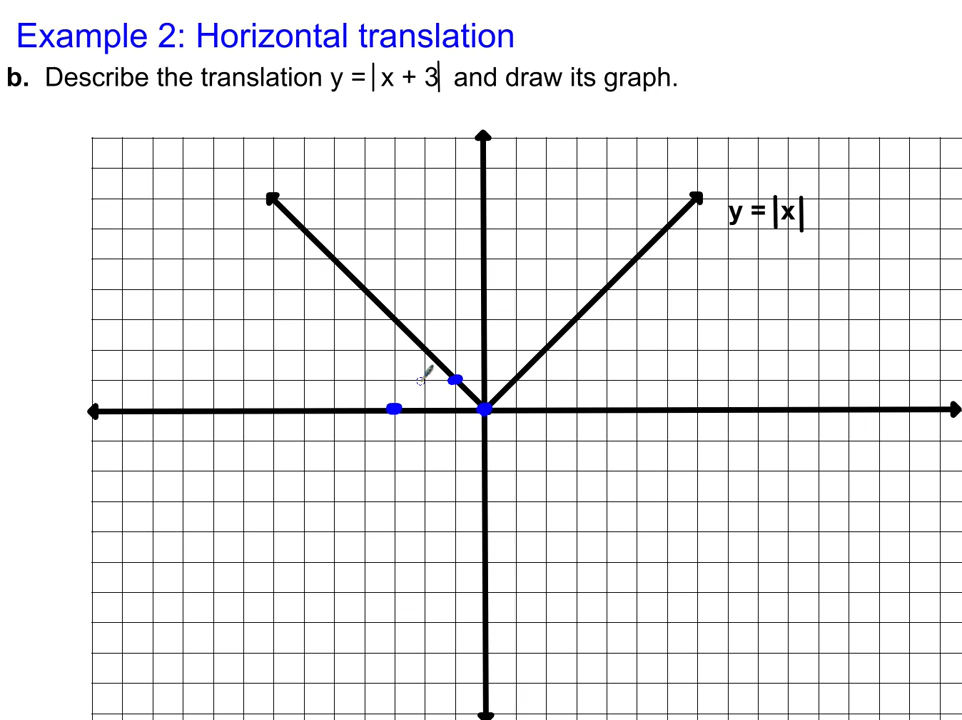 Example 2: Horizontal translation
b. Describe the translation y = |x + 3| and draw its graph.
y = |x|